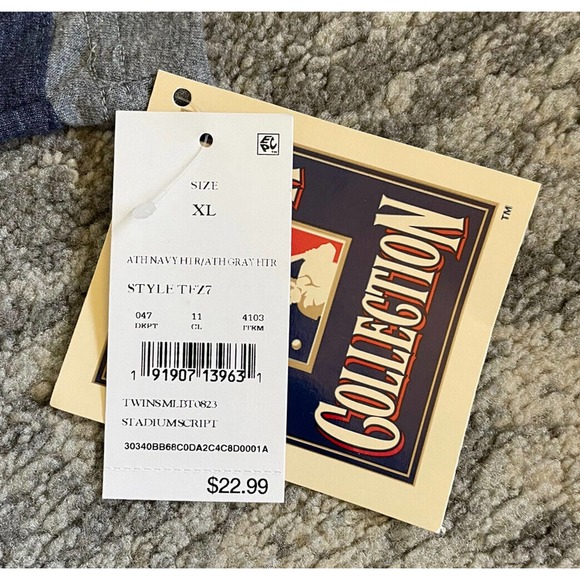 SIZE
XL
ATH NAVY HTR/ATH GRAY HTR
STYLE TFZ7
047 11 4103
DEPT CL ITEM
1 91907 13963 1
TWINSMLBT0823
STADIUMSCRIPT
30340BB68C0DA2C4C8D0001A
$22.99
COLLECTION
TM